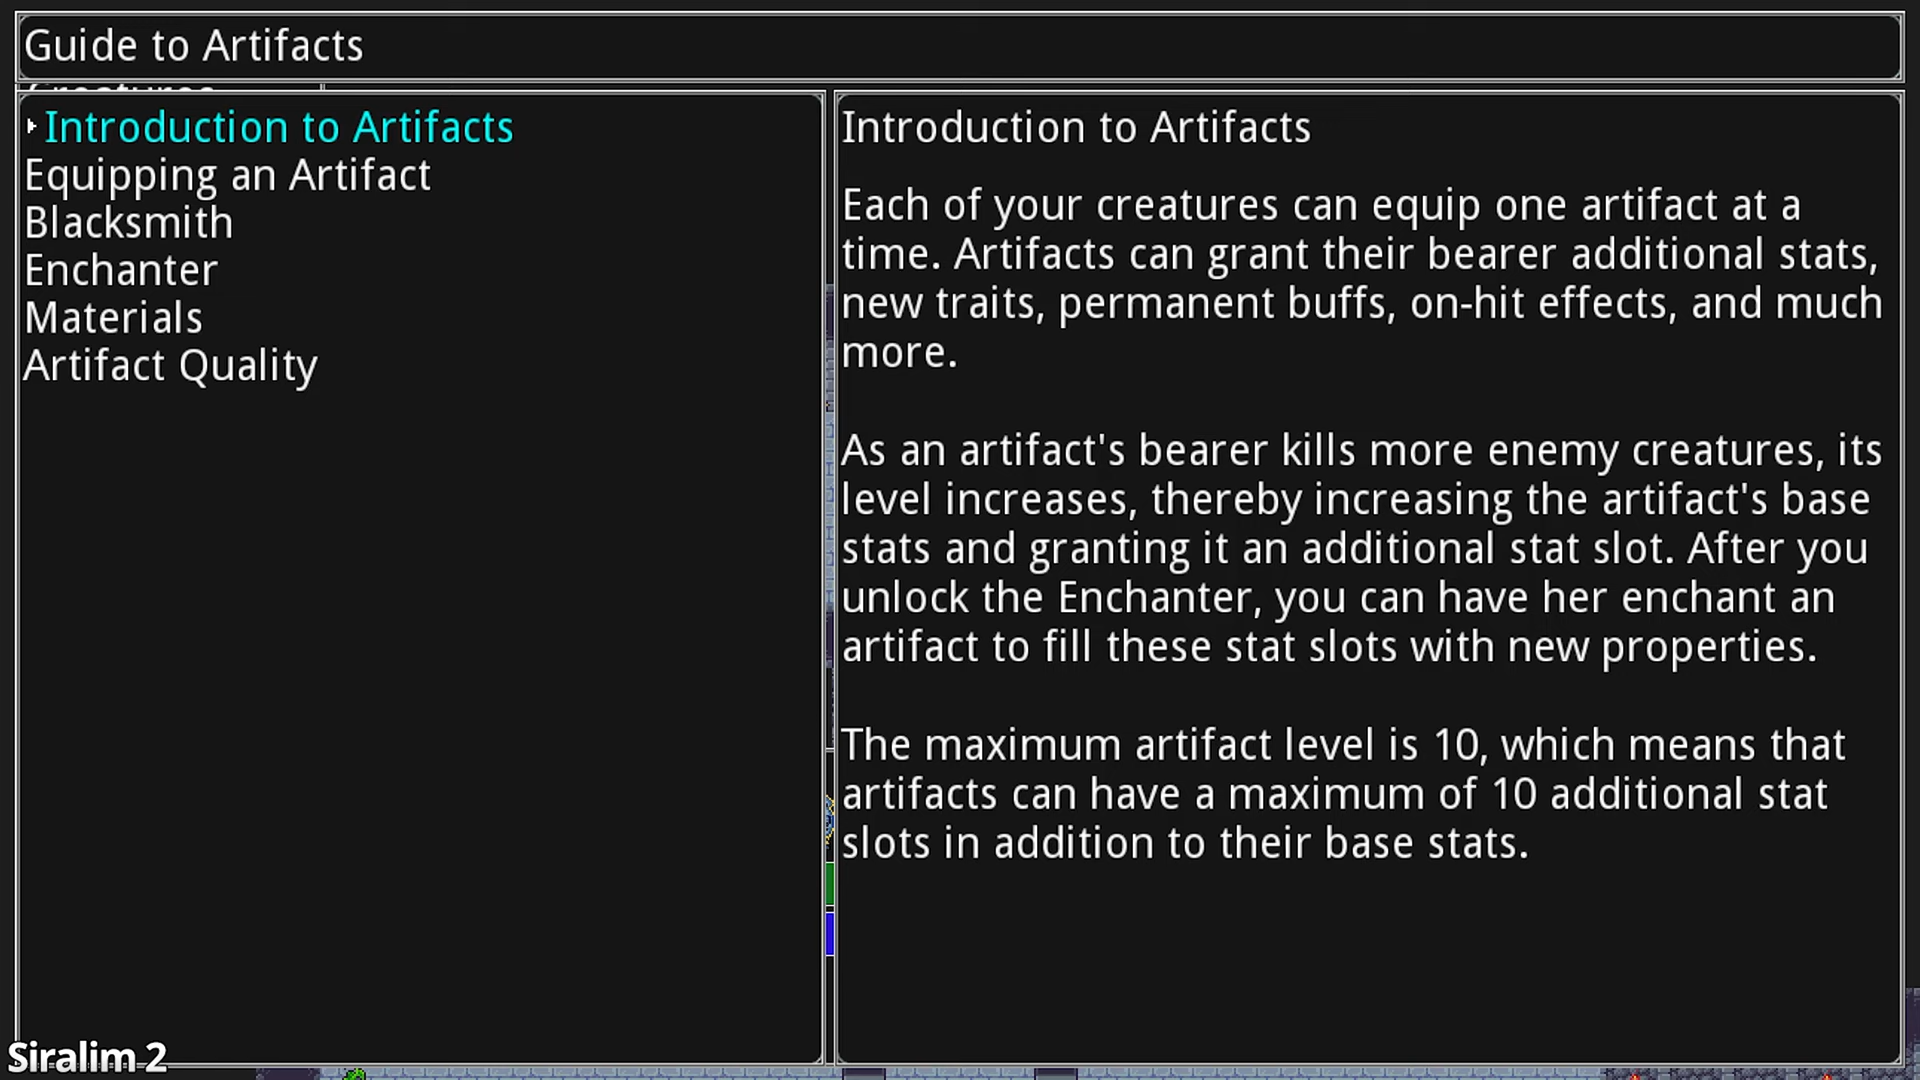 Guide to Artifacts
Creatures
Introduction to Artifacts
Equipping an Artifact
Blacksmith
Enchanter
Materials
Artifact Quality
Introduction to Artifacts
Each of your creatures can equip one artifact at a
time. Artifacts can grant their bearer additional stats,
new traits, permanent buffs, on-hit effects, and much
more.
As an artifact's bearer kills more enemy creatures, its
level increases, thereby increasing the artifact's base
stats and granting it an additional stat slot. After you
unlock the Enchanter, you can have her enchant an
artifact to fill these stat slots with new properties.
The maximum artifact level is 10, which means that
artifacts can have a maximum of 10 additional stat
slots in addition to their base stats.
Siralim 2